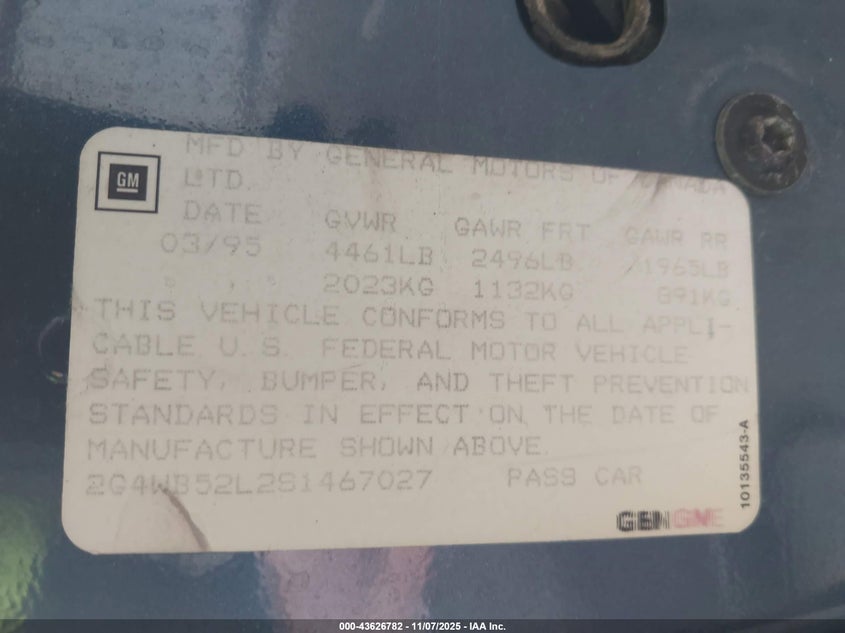 GM
MFD BY GENERAL MOTORS OF CANADA
LTD.
DATE GVWR GAWR FRT GAWR RR
03/95 4461LB 2496LB 1965LB
2023KG 1132KG 891KG
THIS VEHICLE CONFORMS TO ALL APPLI-
CABLE U.S. FEDERAL MOTOR VEHICLE
SAFETY, BUMPER, AND THEFT PREVENTION
STANDARDS IN EFFECT ON THE DATE OF
MANUFACTURE SHOWN ABOVE.
2G4WB52L2S1467027 PASS CAR
10135543-A
000-43626782 - 11/07/2025 - IAA Inc.